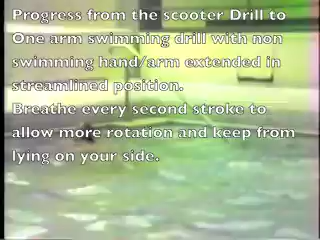 Progress from the scooter Drill to
One arm swimming drill with non
swimming hand/arm extended in
streamlined position.
Breathe every second stroke to
allow more rotation and keep from
lying on your side.